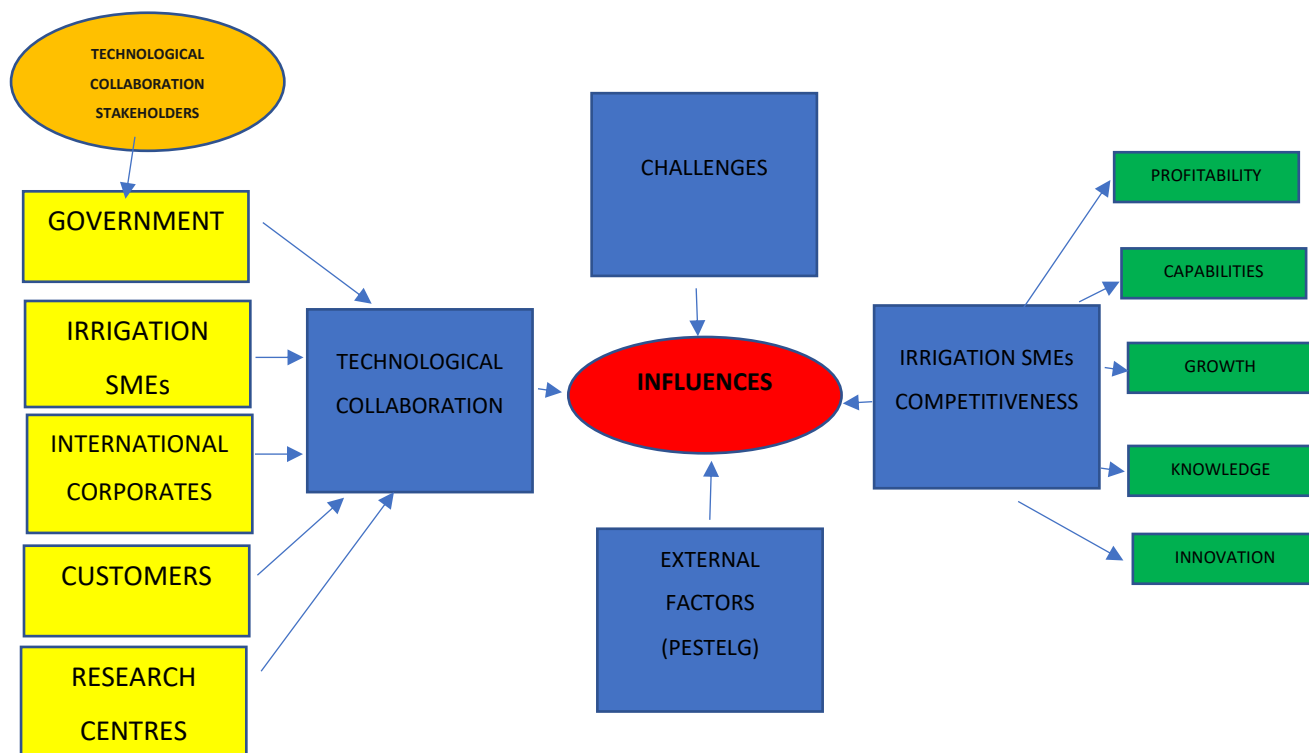 TECHNOLOGICAL
COLLABORATION
STAKEHOLDERS
GOVERNMENT
IRRIGATION
SMEs
INTERNATIONAL
CORPORATES
CUSTOMERS
RESEARCH
CENTRES
TECHNOLOGICAL
COLLABORATION
CHALLENGES
INFLUENCES
EXTERNAL
FACTORS
(PESTELG)
IRRIGATION SMEs
COMPETITIVENESS
PROFITABILITY
CAPABILITIES
GROWTH
KNOWLEDGE
INNOVATION